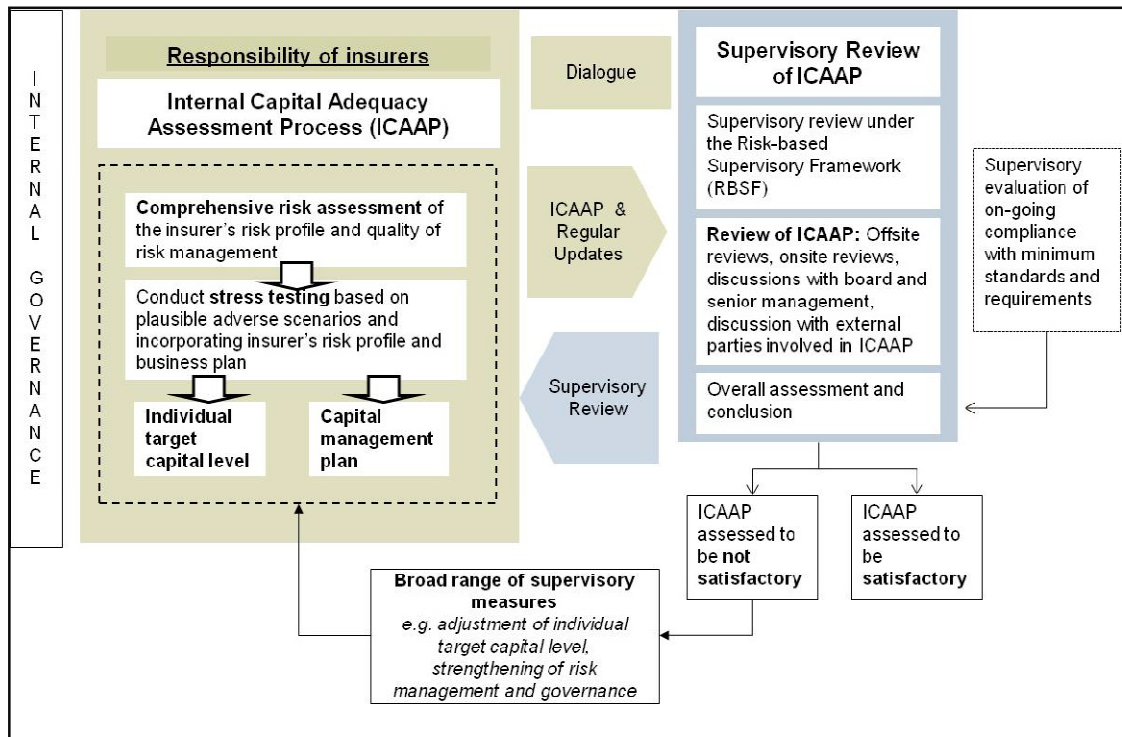 INTERNAL GOVERNANCE
Responsibility of insurers
Internal Capital Adequacy
Assessment Process (ICAAP)
Comprehensive risk assessment of
the insurer's risk profile and quality of
risk management
Conduct stress testing based on
plausible adverse scenarios and
incorporating insurer's risk profile and
business plan
Individual
target
capital level
Capital
management
plan
Dialogue
ICAAP &
Regular
Updates
Supervisory
Review
Supervisory Review
of ICAAP
Supervisory review under
the Risk-based
Supervisory Framework
(RBSF)
Review of ICAAP: Offsite
reviews, onsite reviews,
discussions with board and
senior management,
discussion with external
parties involved in ICAAP
Overall assessment and
conclusion
Supervisory
evaluation of
on-going
compliance
with minimum
standards and
requirements
ICAAP
assessed to
be not
satisfactory
ICAAP
assessed to
be
satisfactory
Broad range of supervisory
measures
e.g. adjustment of individual
target capital level,
strengthening of risk
management and governance